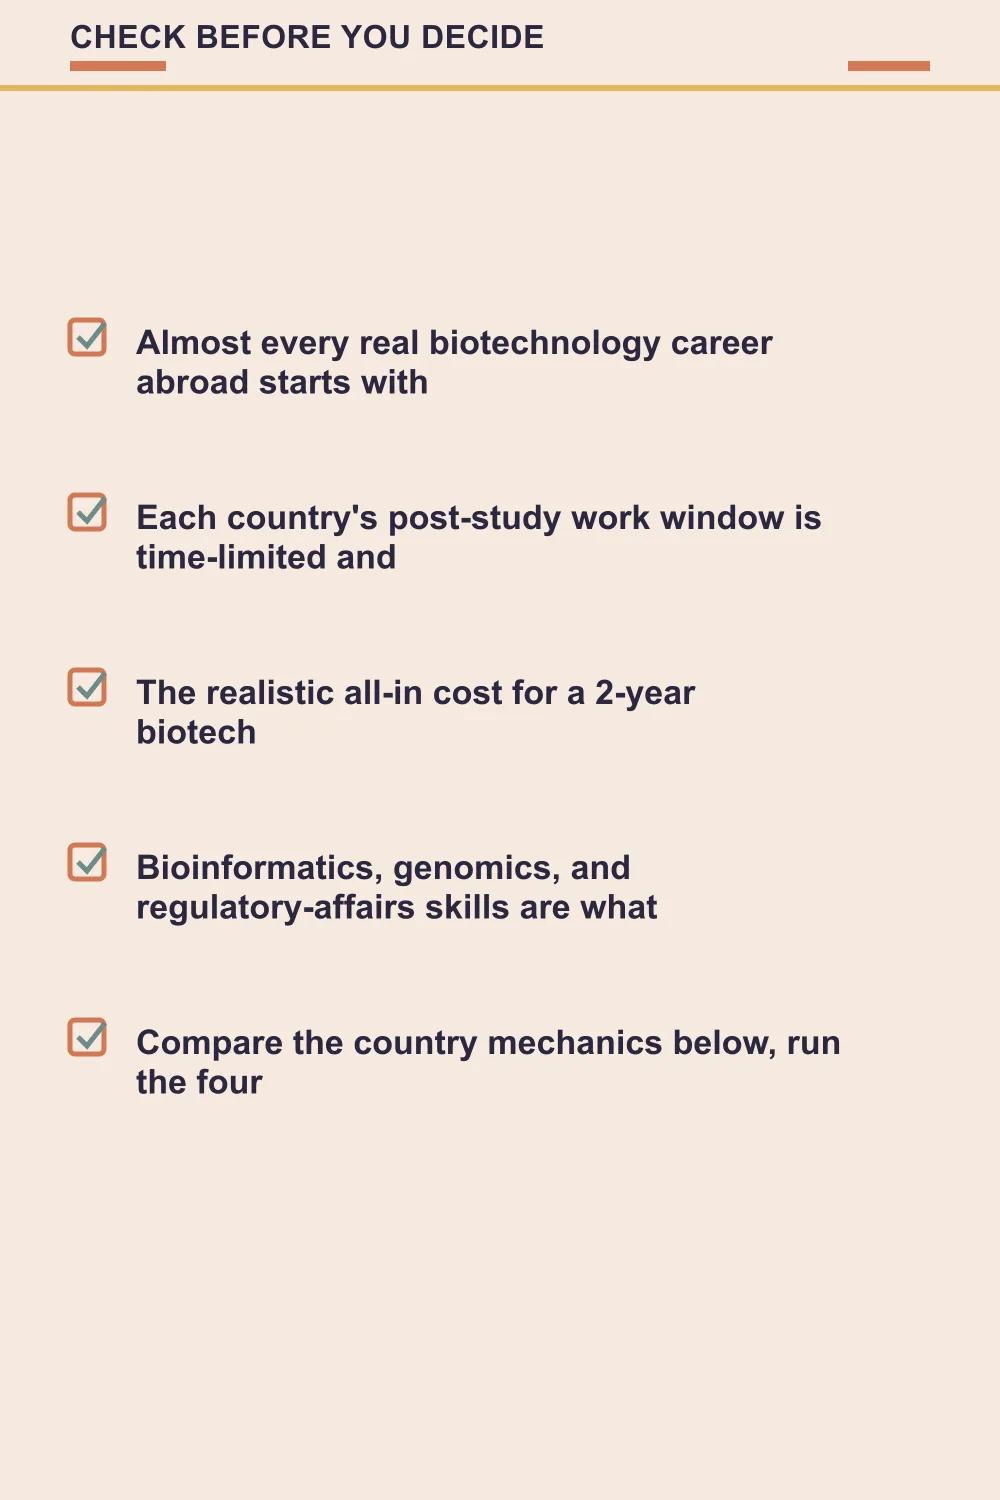 CHECK BEFORE YOU DECIDE
Almost every real biotechnology career
abroad starts with
Each country's post-study work window is
time-limited and
The realistic all-in cost for a 2-year
biotech
Bioinformatics, genomics, and
regulatory-affairs skills are what
Compare the country mechanics below, run
the four